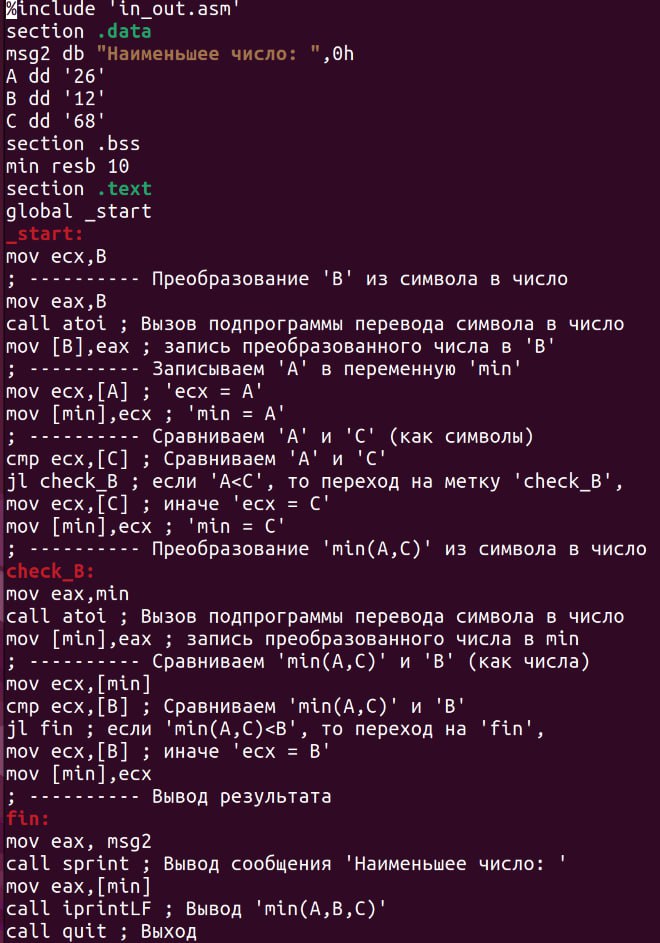 %include 'in_out.asm'
section .data
msg2 db "Наименьшее число: ",0h
A dd '26'
B dd '12'
C dd '68'
section .bss
min resb 10
section .text
global _start
_start:
mov ecx,B
; ---------- Преобразование 'B' из символа в число
mov eax,B
call atoi ; Вызов подпрограммы перевода символа в число
mov [B],eax ; запись преобразованного числа в 'B'
; ---------- Записываем 'A' в переменную 'min'
mov ecx,[A] ; 'ecx = A'
mov [min],ecx ; 'min = A'
; ---------- Сравниваем 'A' и 'С' (как символы)
cmp ecx,[C] ; Сравниваем 'A' и 'С'
jl check_B ; если 'A<C', то переход на метку 'check_B',
mov ecx,[C] ; иначе 'ecx = C'
mov [min],ecx ; 'min = C'
; ---------- Преобразование 'min(A,C)' из символа в число
check_B:
mov eax,min
call atoi ; Вызов подпрограммы перевода символа в число
mov [min],eax ; запись преобразованного числа в min
; ---------- Сравниваем 'min(A,C)' и 'B' (как числа)
mov ecx,[min]
cmp ecx,[B] ; Сравниваем 'min(A,C)' и 'B'
jl fin ; если 'min(A,C)<B', то переход на 'fin',
mov ecx,[B] ; иначе 'ecx = B'
mov [min],ecx
; ---------- Вывод результата
fin:
mov eax, msg2
call sprint ; Вывод сообщения 'Наименьшее число: '
mov eax,[min]
call iprintLF ; Вывод 'min(A,B,C)'
call quit ; Выход